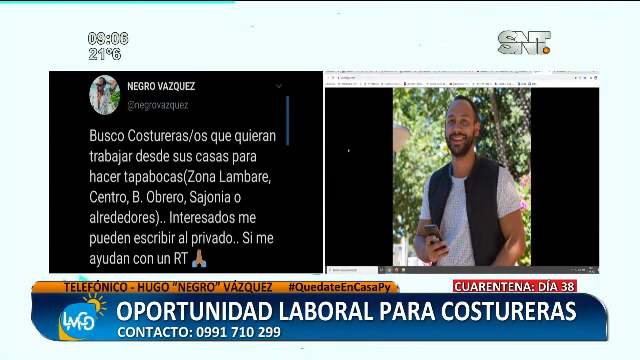 09:06
21°6
SNT
NEGRO VAZQUEZ
@negrovazquez
Busco Costureras/os que quieran
trabajar desde sus casas para
hacer tapabocas(Zona Lambare,
Centro, B. Obrero, Sajonia o
alrededores).. Interesados me
pueden escribir al privado.. Si me
ayudan con un RT 🙏🏽
TELEFÓNICO - HUGO “NEGRO” VÁZQUEZ #QuedateEnCasaPy
CUARENTENA: DÍA 38
LMCD
OPORTUNIDAD LABORAL PARA COSTURERAS
CONTACTO: 0991 710 299